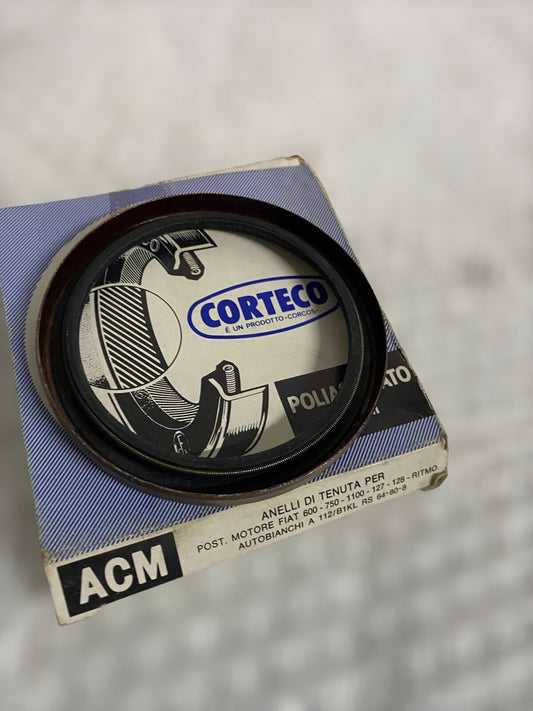 CORTECO
È UN PRODOTTO-CORCOS-
ANELLI DI TENUTA PER
POST. MOTORE FIAT 600-750-1100-127-128-RITMO
AUTOBIANCHI A 112/B1KL RS 64-80-8
ACM